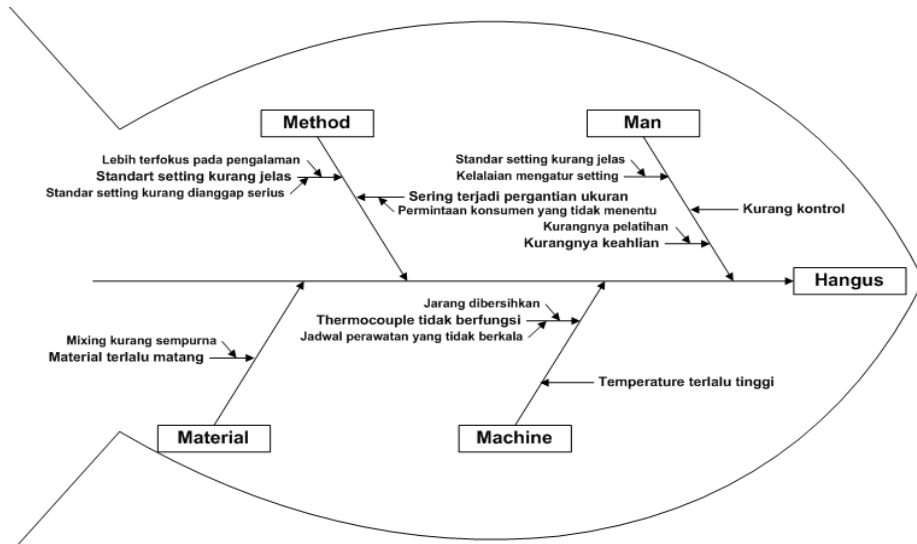 Method
Man
Lebih terfokus pada pengalaman
Standart setting kurang jelas
Standar setting kurang dianggap serius
Sering terjadi pergantian ukuran
Permintaan konsumen yang tidak menentu
Standar setting kurang jelas
Kelalaian mengatur setting
Kurang kontrol
Kurangnya pelatihan
Kurangnya keahlian
Hangus
Mixing kurang sempurna
Material terlalu matang
Jarang dibersihkan
Thermocouple tidak berfungsi
Jadwal perawatan yang tidak berkala
Temperature terlalu tinggi
Material
Machine